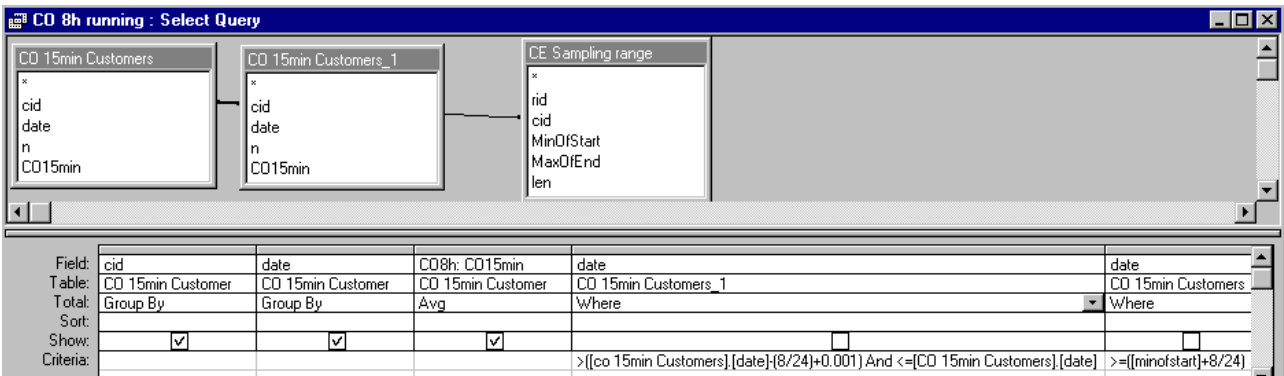 CO 8h running : Select Query
CO 15min Customers
*
cid
date
n
CO15min
CO 15min Customers_1
*
cid
date
n
CO15min
CE Sampling range
*
rid
cid
MinOfStart
MaxOfEnd
len
Field: cid date CO8h: CO15min date date
Table: CO 15min Customer CO 15min Customer CO 15min Customer CO 15min Customers_1 CO 15min Customers
Total: Group By Group By Avg Where Where
Sort:
Show:
Criteria: >([co 15min Customers].[date]-(8/24)+0.001) And <=[CO 15min Customers].[date] >=([minofstart]+8/24)